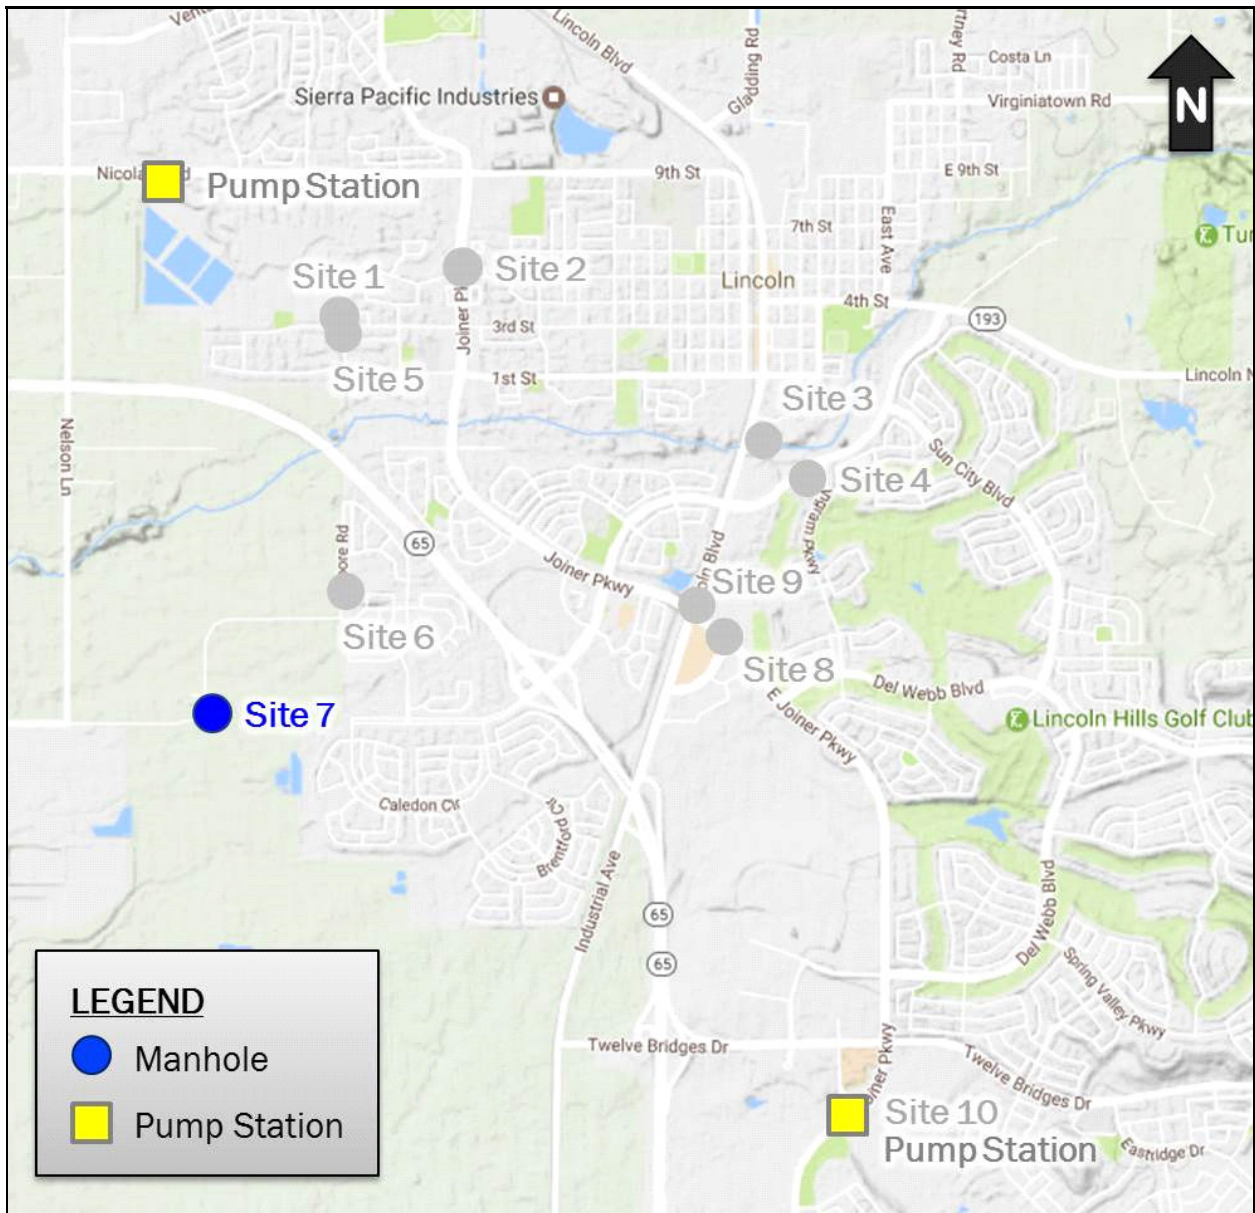 Lincoln Blvd
Gladding Rd
Costa Ln
Sierra Pacific Industries
Virginiatown Rd
N
Pump Station
9th St
E 9th St
7th St
East Ave
Site 1
Site 2
Lincoln
4th St
193
3rd St
Site 5
1st St
Site 3
Nelson Ln
Sun City Blvd
Site 4
Ingram Pkwy
65
Joiner Pkwy
Site 9
Site 6
Site 8
Del Webb Blvd
E Joiner Pkwy
Site 7
Lincoln Hills Golf Club
Caledon Cir
Brentford Cir
Industrial Ave
65
Del Webb Blvd
65
Spring Valley Pkwy
LEGEND
Manhole
Pump Station
Twelve Bridges Dr
Twelve Bridges Dr
Site 10
Pump Station
Eastridge Dr